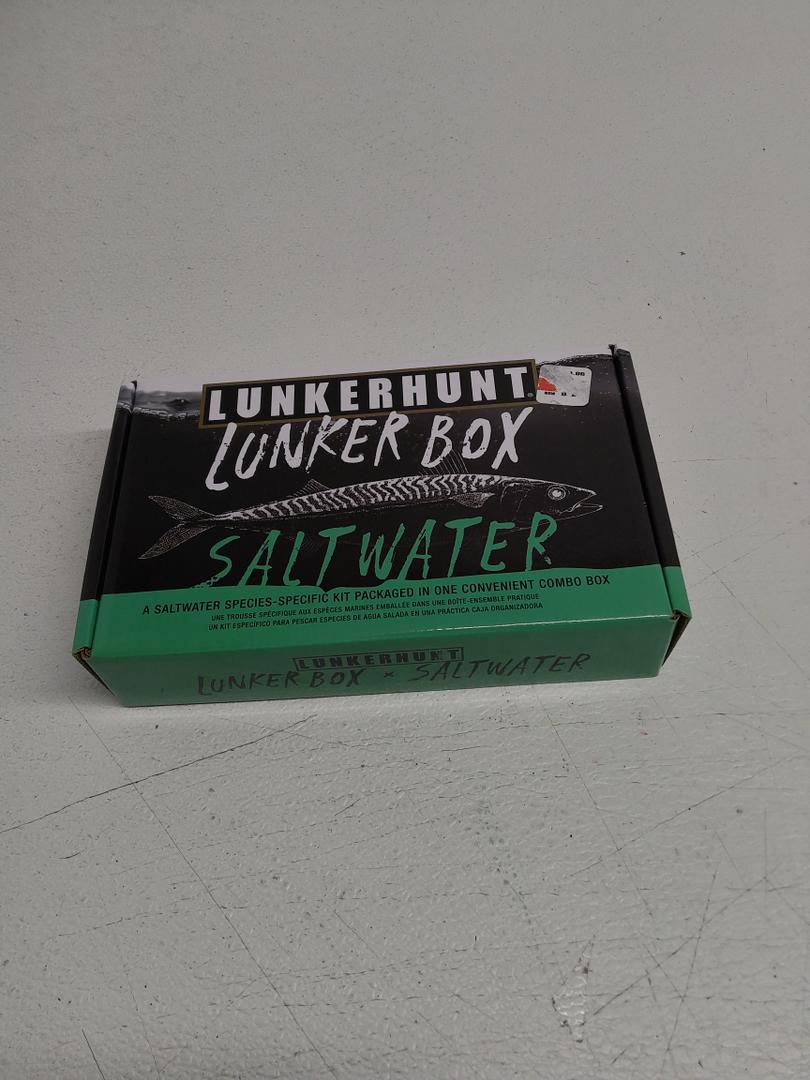 LUNKERHUNT
LUNKER BOX
SALTWATER
A SALTWATER SPECIES-SPECIFIC KIT PACKAGED IN ONE CONVENIENT COMBO BOX
UNE TROUSSE SPÉCIFIQUE AUX ESPÈCES MARINES EMBALLÉE DANS UNE BOÎTE-ENSEMBLE PRATIQUE
UN KIT ESPECÍFICO PARA PESCAR ESPECIES DE AGUA SALADA EN UNA PRÁCTICA CAJA ORGANIZADORA
LUNKERHUNT
LUNKER BOX × SALTWATER